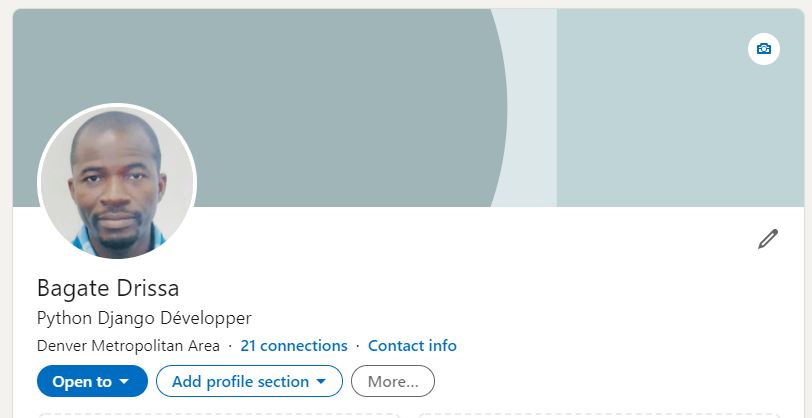 Bagate Drissa
Python Django Développer
Denver Metropolitan Area · 21 connections · Contact info
Open to Add profile section More...